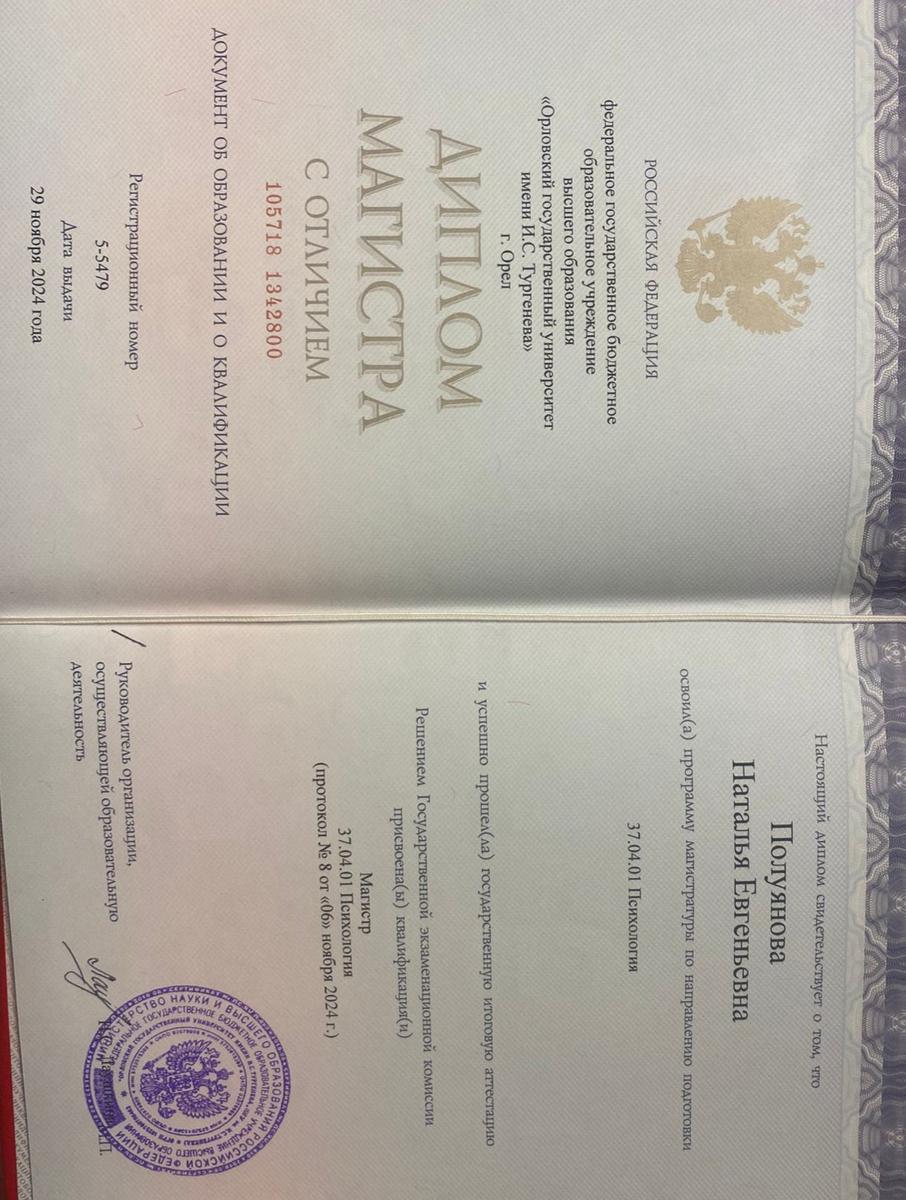 РОССИЙСКАЯ ФЕДЕРАЦИЯ
федеральное государственное бюджетное
образовательное учреждение
высшего образования
«Орловский государственный университет
имени И.С. Тургенева»
г. Орел
ДИПЛОМ
МАГИСТРА
С ОТЛИЧИЕМ
105718 1342800
ДОКУМЕНТ ОБ ОБРАЗОВАНИИ И О КВАЛИФИКАЦИИ
Регистрационный номер
5-5479
Дата выдачи
29 ноября 2024 года
Настоящий диплом свидетельствует о том, что
Полуянова
Наталья Евгеньевна
освоил(а) программу магистратуры по направлению подготовки
37.04.01 Психология
и успешно прошел(ла) государственную итоговую аттестацию
Решением Государственной экзаменационной комиссии
присвоена(ы) квалификация(и)
Магистр
37.04.01 Психология
(протокол № 8 от «06» ноября 2024 г.)
Руководитель организации,
осуществляющей образовательную
деятельность